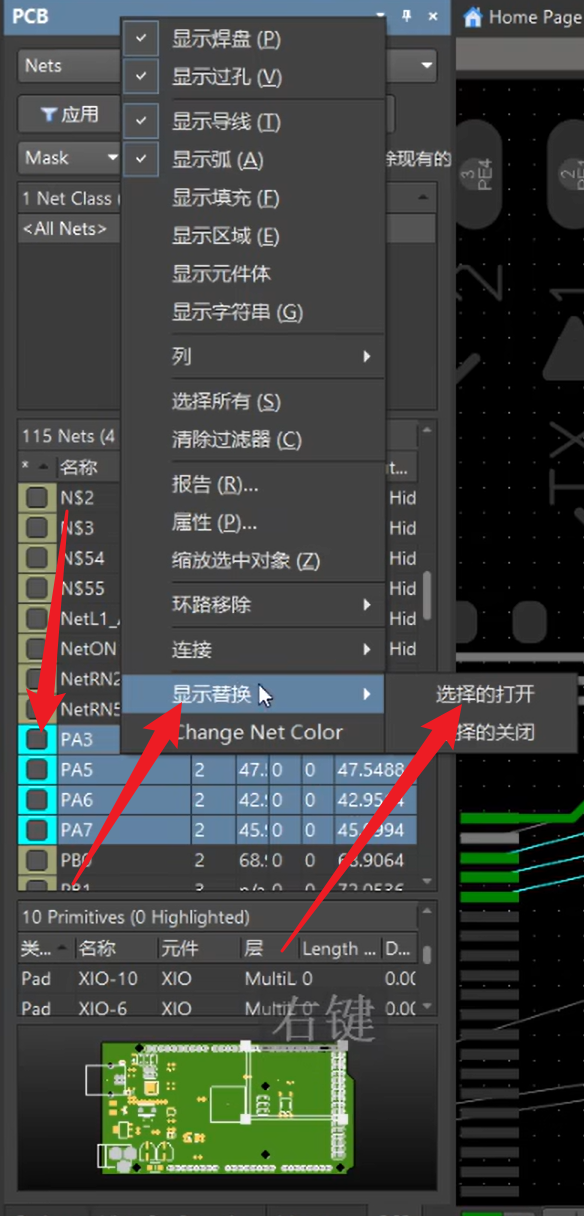 PCB
Home Page
Nets
应用
Mask
除现有的
1 Net Class (
<All Nets>
显示焊盘 (P)
显示过孔 (V)
显示导线 (T)
显示弧 (A)
显示填充 (F)
显示区域 (E)
显示元件体
显示字符串 (G)
列
选择所有 (S)
清除过滤器 (C)
报告 (R)...
属性 (P)...
缩放选中对象 (Z)
环路移除
连接
显示替换
Change Net Color
选择的打开
择的关闭
3
PE4
2
115 Nets (4
* 名称
N$2 Hid
N$3 Hid
N$54 Hid
N$55 Hid
NetL1_ Hid
NetON Hid
NetRN2
NetRN5
PA3
PA5 2 47.5 0 0 47.5488
PA6 2 42.9 0 0
PA7 2 45.9 0 0
PB0 2 68.9 0 0 68.9064
PB1 3 n/a 0 0 72.0536
10 Primitives (0 Highlighted)
类... 名称 元件 层 Length ... D...
Pad XIO-10 XIO MultiL 0 0.00
Pad XIO-6 XIO MultiL 0 0.00
右键